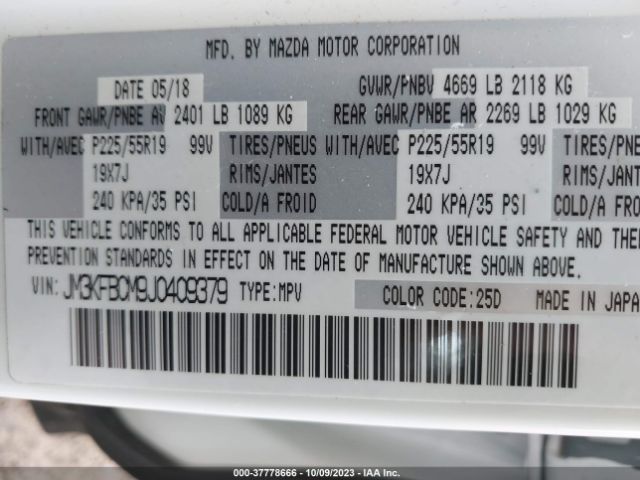 MFD. BY MAZDA MOTOR CORPORATION
DATE 05/18 GVWR/PNBV 4669 LB 2118 KG
FRONT GAWR/PNBE AV 2401 LB 1089 KG REAR GAWR/PNBE AR 2269 LB 1029 KG
WITH/AVEC P225/55R19 99V TIRES/PNEUS WITH/AVEC P225/55R19 99V TIRES/PNEU
19X7J RIMS/JANTES 19X7J RIMS/JANT
240 KPA/35 PSI COLD/A FROID 240 KPA/35 PSI COLD/A FR
THIS VEHICLE CONFORMS TO ALL APPLICABLE FEDERAL MOTOR VEHICLE SAFETY AND THE
PREVENTION STANDARDS IN EFFECT ON THE DATE OF MANUFACTURE SHOWN ABOVE.
VIN: JM3KFBCM9J0409379 TYPE:MPV COLOR CODE:25D MADE IN JAPA
000-37778666 - 10/09/2023 - IAA Inc.